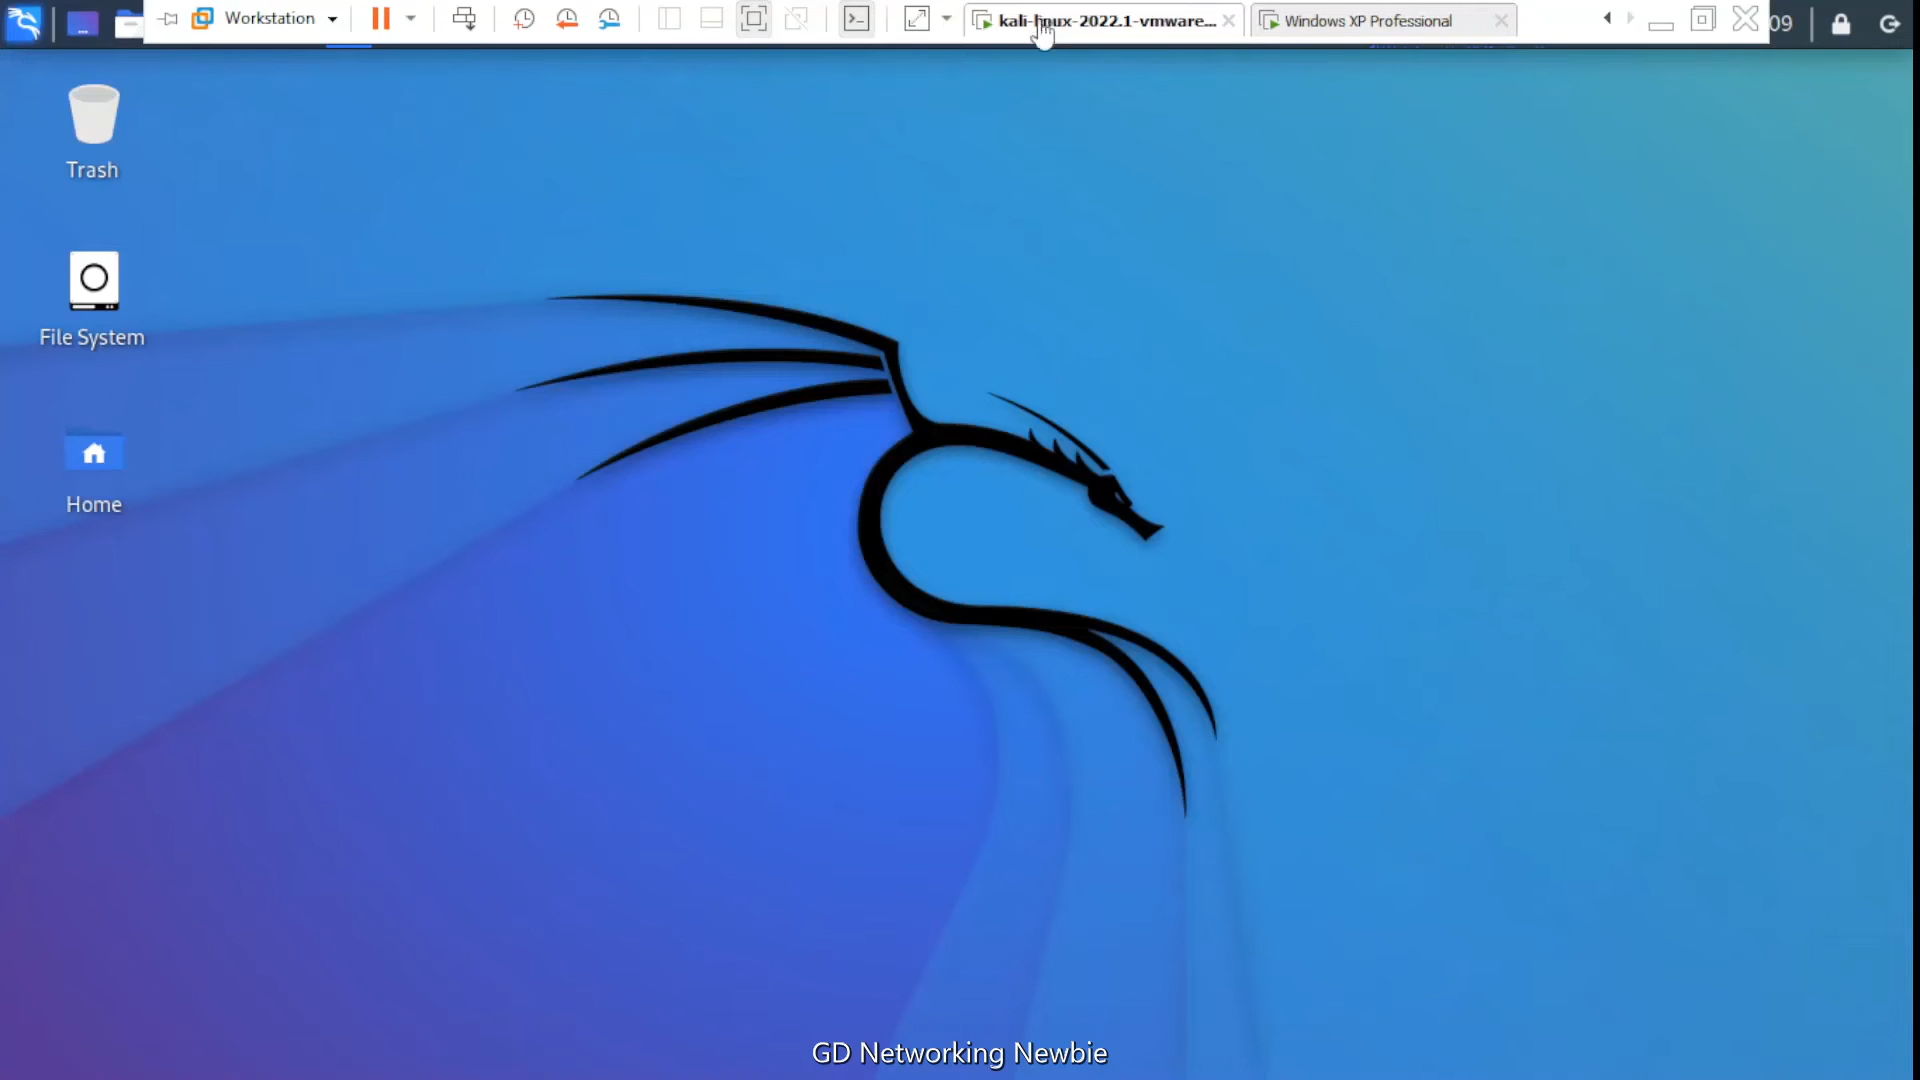 Workstation
kali-linux-2022.1-vmware...
Windows XP Professional
09
Trash
File System
Home
GD Networking Newbie